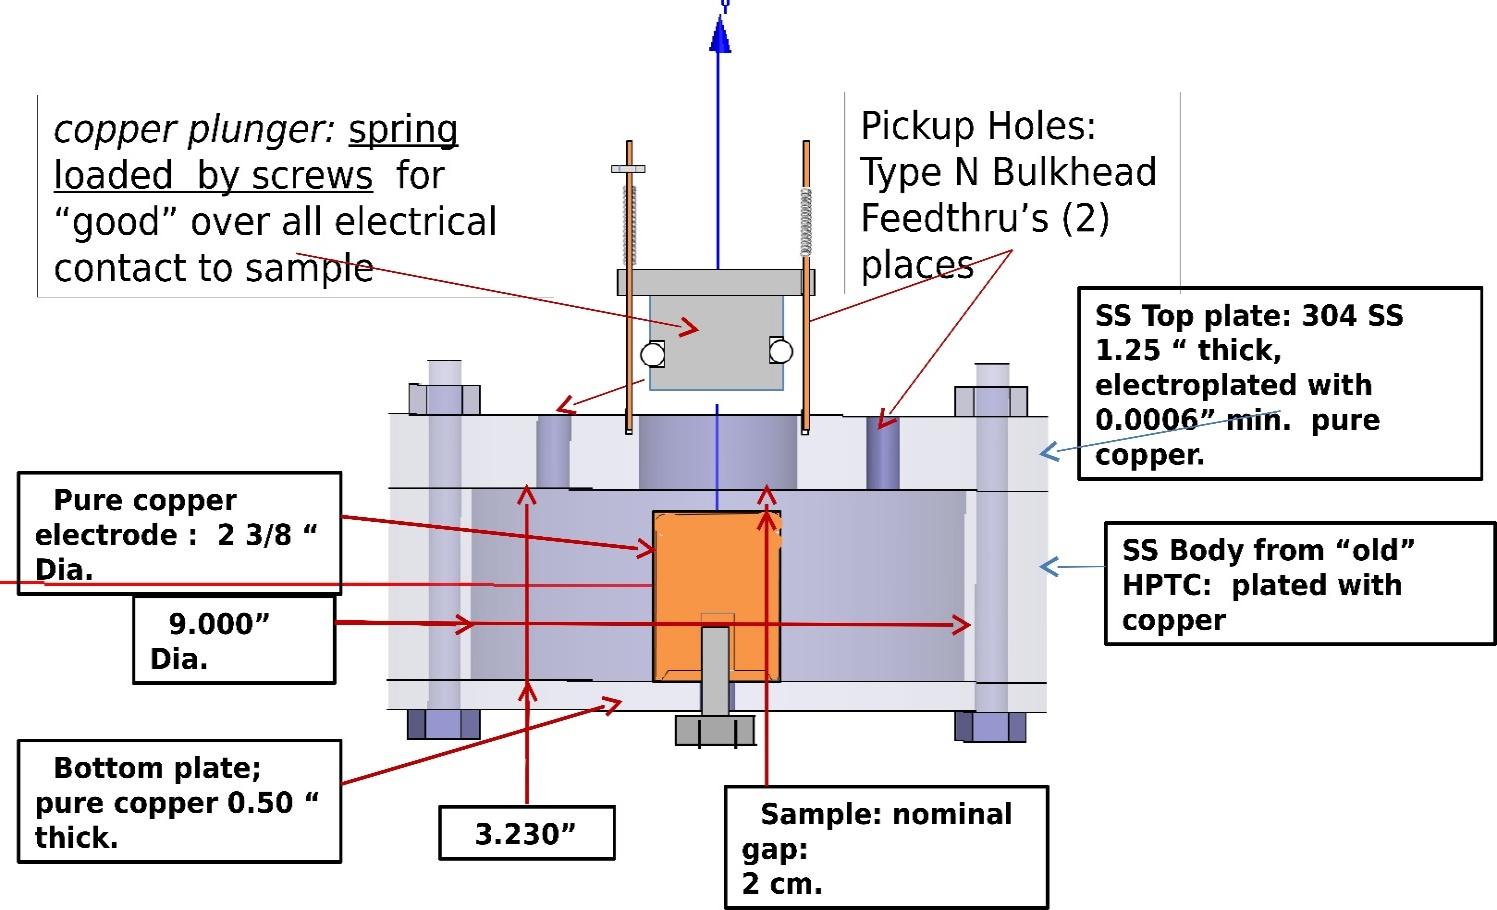 copper plunger: spring
loaded  by screws  for
“good” over all electrical
contact to sample
Pickup Holes:
Type N Bulkhead
Feedthru’s (2)
places
SS Top plate: 304 SS
1.25 “ thick,
electroplated with
0.0006” min.  pure
copper.
Pure copper
electrode :  2 3/8 “
Dia.
SS Body from “old”
HPTC:  plated with
copper
9.000”
Dia.
Bottom plate;
pure copper 0.50 “
thick.
3.230”
Sample: nominal
gap:
2 cm.